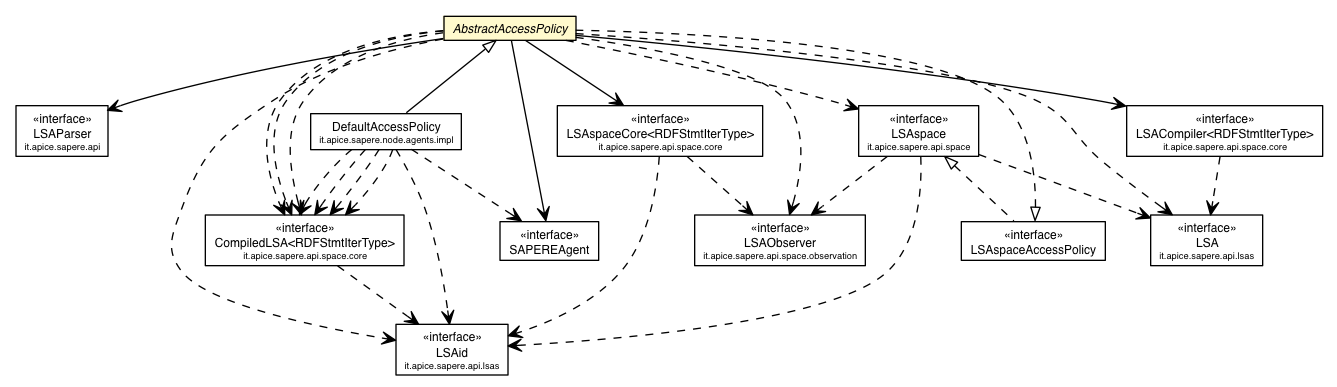 AbstractAccessPolicy
«interface»
LSAParser
it.apice.sapere.api
DefaultAccessPolicy
it.apice.sapere.node.agents.impl
«interface»
LSAspaceCore<RDFStmtIterType>
it.apice.sapere.api.space.core
«interface»
LSAspace
it.apice.sapere.api.space
«interface»
LSACompiler<RDFStmtIterType>
it.apice.sapere.api.space.core
«interface»
CompiledLSA<RDFStmtIterType>
it.apice.sapere.api.space.core
«interface»
SAPEREAgent
«interface»
LSAObserver
it.apice.sapere.api.space.observation
«interface»
LSAspaceAccessPolicy
«interface»
LSA
it.apice.sapere.api.lsas
«interface»
LSAid
it.apice.sapere.api.lsas